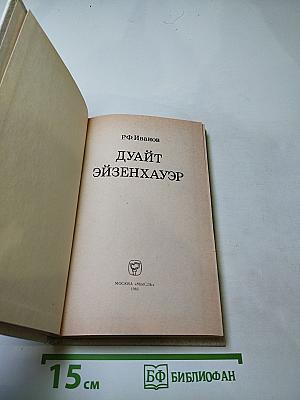 Р.Ф. Иванов
ДУАЙТ
ЭЙЗЕНХАУЭР
МОСКВА «МЫСЛЬ»
15 см
БФ БИБЛИОФАН